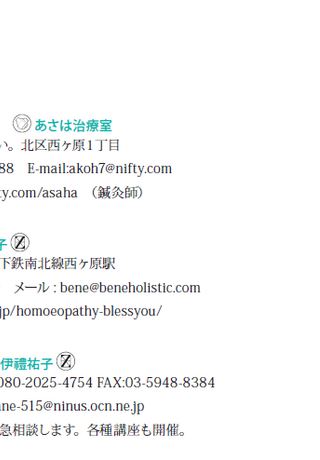 あさは治療室
い。北区西ヶ原1丁目
88 E-mail:akoh7@nifty.com
ty.com/asaha （鍼灸師）
子 Z
下鉄南北線西ヶ原駅
メール : bene@beneholistic.com
jp/homoeopathy-blessyou/
伊禮祐子 Z
080-2025-4754 FAX:03-5948-8384
ne-515@ninus.ocn.ne.jp
急相談します。各種講座も開催。